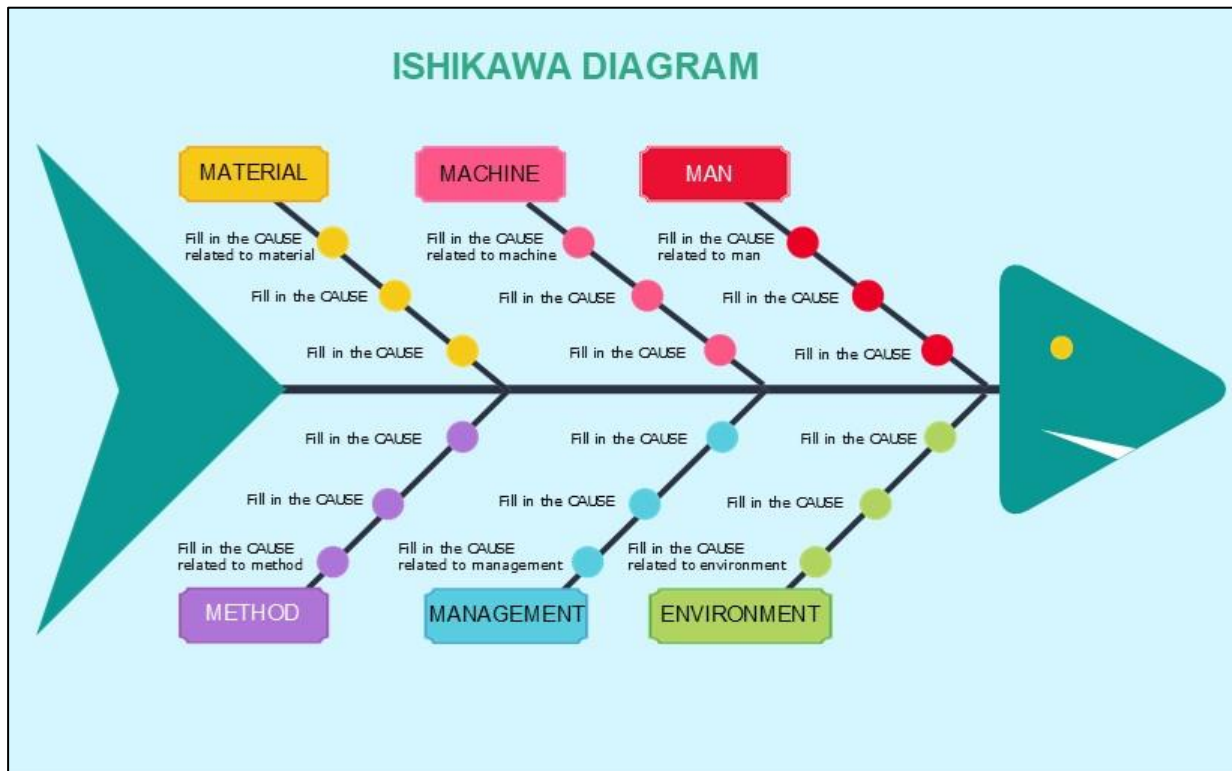 ISHIKAWA DIAGRAM
MATERIAL
MACHINE
MAN
Fill in the CAUSE
related to material
Fill in the CAUSE
related to machine
Fill in the CAUSE
related to man
Fill in the CAUSE
Fill in the CAUSE
Fill in the CAUSE
Fill in the CAUSE
Fill in the CAUSE
Fill in the CAUSE
Fill in the CAUSE
Fill in the CAUSE
Fill in the CAUSE
Fill in the CAUSE
Fill in the CAUSE
Fill in the CAUSE
Fill in the CAUSE
related to method
Fill in the CAUSE
related to management
Fill in the CAUSE
related to environment
METHOD
MANAGEMENT
ENVIRONMENT